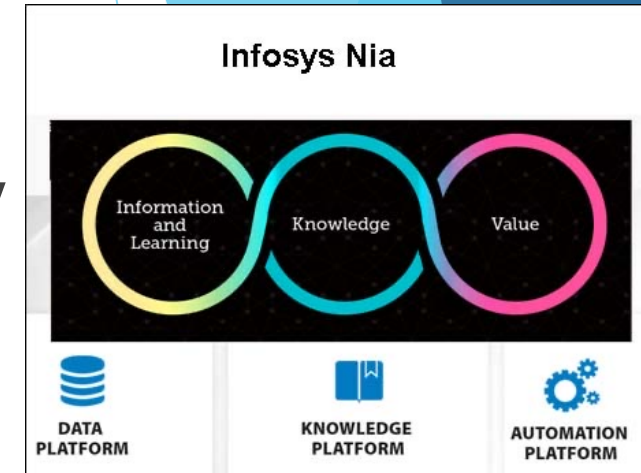 Infosys Nia
Information
and
Learning
Knowledge
Value
DATA
PLATFORM
KNOWLEDGE
PLATFORM
AUTOMATION
PLATFORM